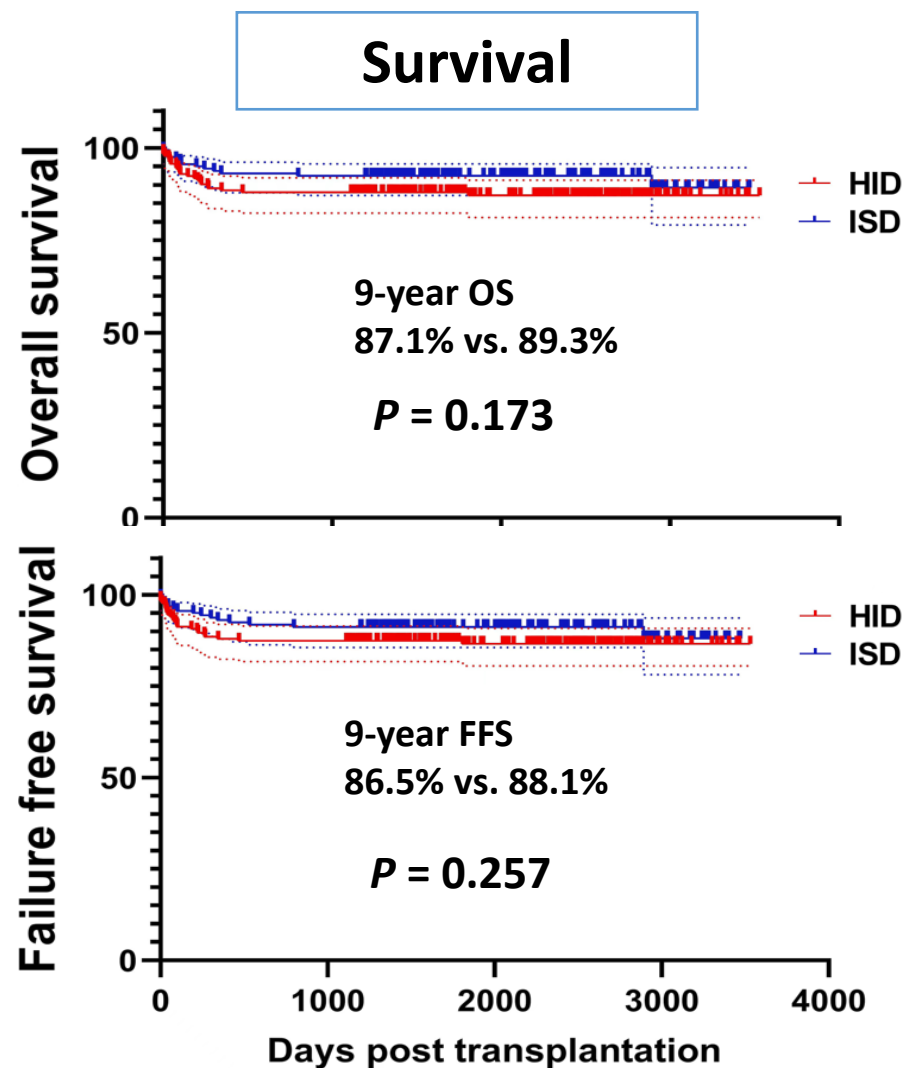 Survival
Overall survival
100
50
0
HID
ISD
9-year OS
87.1% vs. 89.3%
P = 0.173
Failure free survival
100
50
0
HID
ISD
9-year FFS
86.5% vs. 88.1%
P = 0.257
0 1000 2000 3000 4000
Days post transplantation